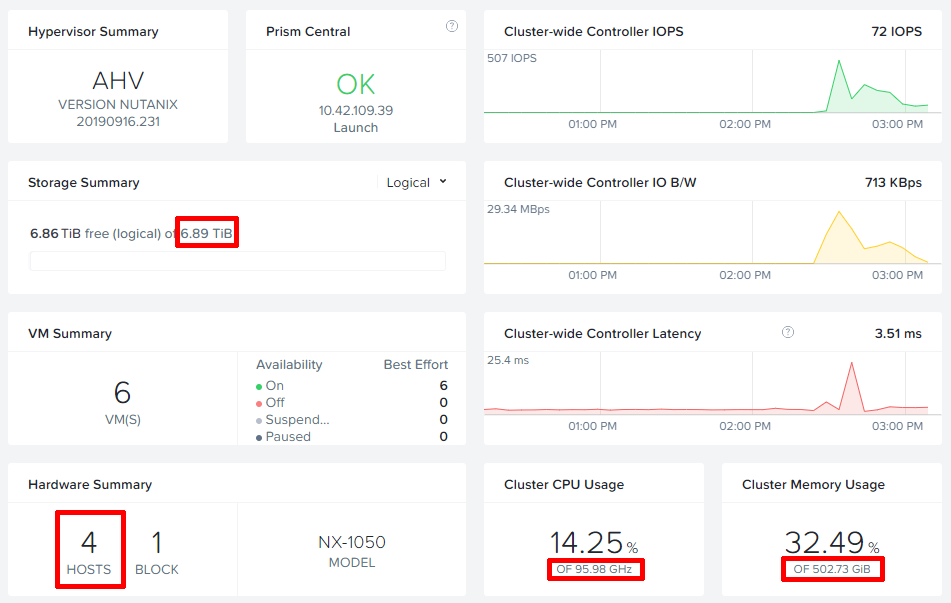 Hypervisor Summary
AHV
VERSION NUTANIX
20190916.231
Prism Central
?
OK
10.42.109.39
Launch
Cluster-wide Controller IOPS
72 IOPS
507 IOPS
01:00 PM
02:00 PM
03:00 PM
Storage Summary
Logical
6.86 TiB free (logical) of 6.89 TiB
Cluster-wide Controller IO B/W
713 KBps
29.34 MBps
01:00 PM
02:00 PM
03:00 PM
VM Summary
6
VM(S)
Availability
Best Effort
On 6
Off 0
Suspend... 0
Paused 0
Cluster-wide Controller Latency
?
3.51 ms
25.4 ms
01:00 PM
02:00 PM
03:00 PM
Hardware Summary
4
HOSTS
1
BLOCK
NX-1050
MODEL
Cluster CPU Usage
14.25 %
OF 95.98 GHz
Cluster Memory Usage
32.49 %
OF 502.73 GiB